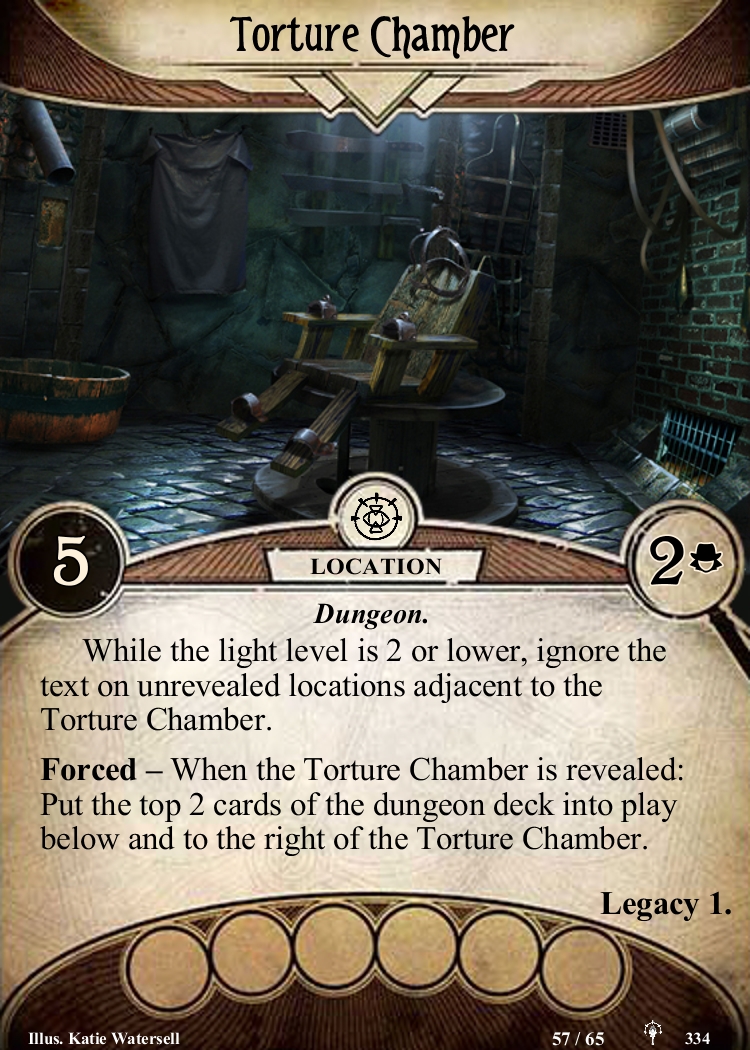 Torture Chamber
5
LOCATION
2
Dungeon.
While the light level is 2 or lower, ignore the
text on unrevealed locations adjacent to the
Torture Chamber.
Forced – When the Torture Chamber is revealed:
Put the top 2 cards of the dungeon deck into play
below and to the right of the Torture Chamber.
Legacy 1.
Illus. Katie Watersell
57 / 65
334